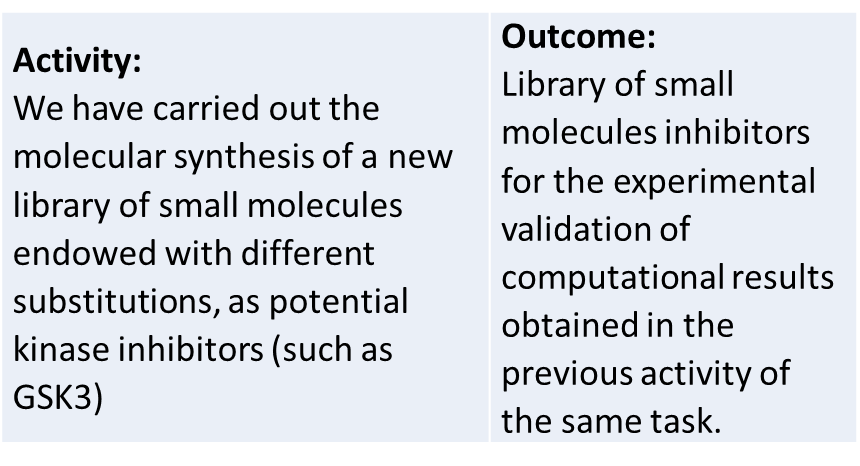 Activity:
We have carried out the
molecular synthesis of a new
library of small molecules
endowed with different
substitutions, as potential
kinase inhibitors (such as
GSK3)
Outcome:
Library of small
molecules inhibitors
for the experimental
validation of
computational results
obtained in the
previous activity of
the same task.